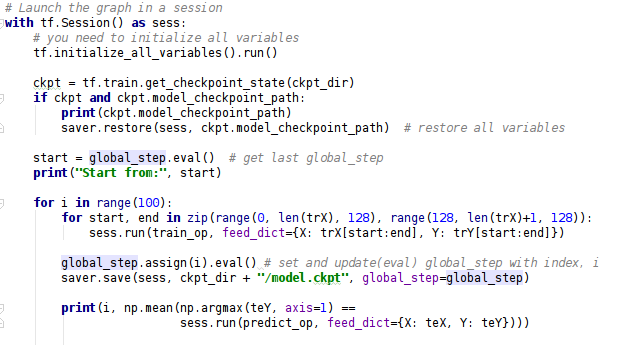 # Launch the graph in a session
with tf.Session() as sess:
    # you need to initialize all variables
    tf.initialize_all_variables().run()

    ckpt = tf.train.get_checkpoint_state(ckpt_dir)
    if ckpt and ckpt.model_checkpoint_path:
        print(ckpt.model_checkpoint_path)
        saver.restore(sess, ckpt.model_checkpoint_path)  # restore all variables

    start = global_step.eval()  # get last global_step
    print("Start from:", start)

    for i in range(100):
        for start, end in zip(range(0, len(trX), 128), range(128, len(trX)+1, 128)):
            sess.run(train_op, feed_dict={X: trX[start:end], Y: trY[start:end]})

        global_step.assign(i).eval() # set and update(eval) global_step with index, i
        saver.save(sess, ckpt_dir + "/model.ckpt", global_step=global_step)

        print(i, np.mean(np.argmax(teY, axis=1) ==
                         sess.run(predict_op, feed_dict={X: teX, Y: teY})))